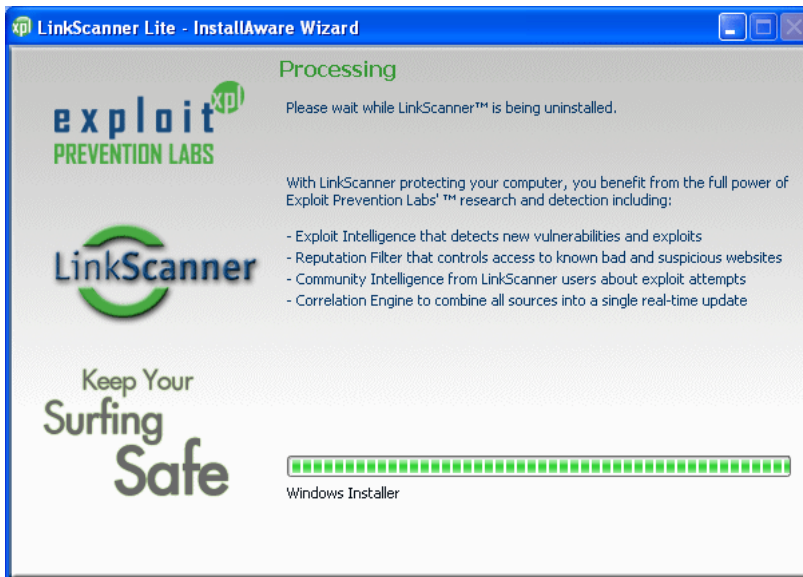 xpl LinkScanner Lite - InstallAware Wizard
Processing
Please wait while LinkScanner™ is being uninstalled.
exploit xpl
PREVENTION LABS
With LinkScanner protecting your computer, you benefit from the full power of
Exploit Prevention Labs' ™ research and detection including:
- Exploit Intelligence that detects new vulnerabilities and exploits
- Reputation Filter that controls access to known bad and suspicious websites
- Community Intelligence from LinkScanner users about exploit attempts
- Correlation Engine to combine all sources into a single real-time update
LinkScanner
Keep Your
Surfing
Safe
Windows Installer